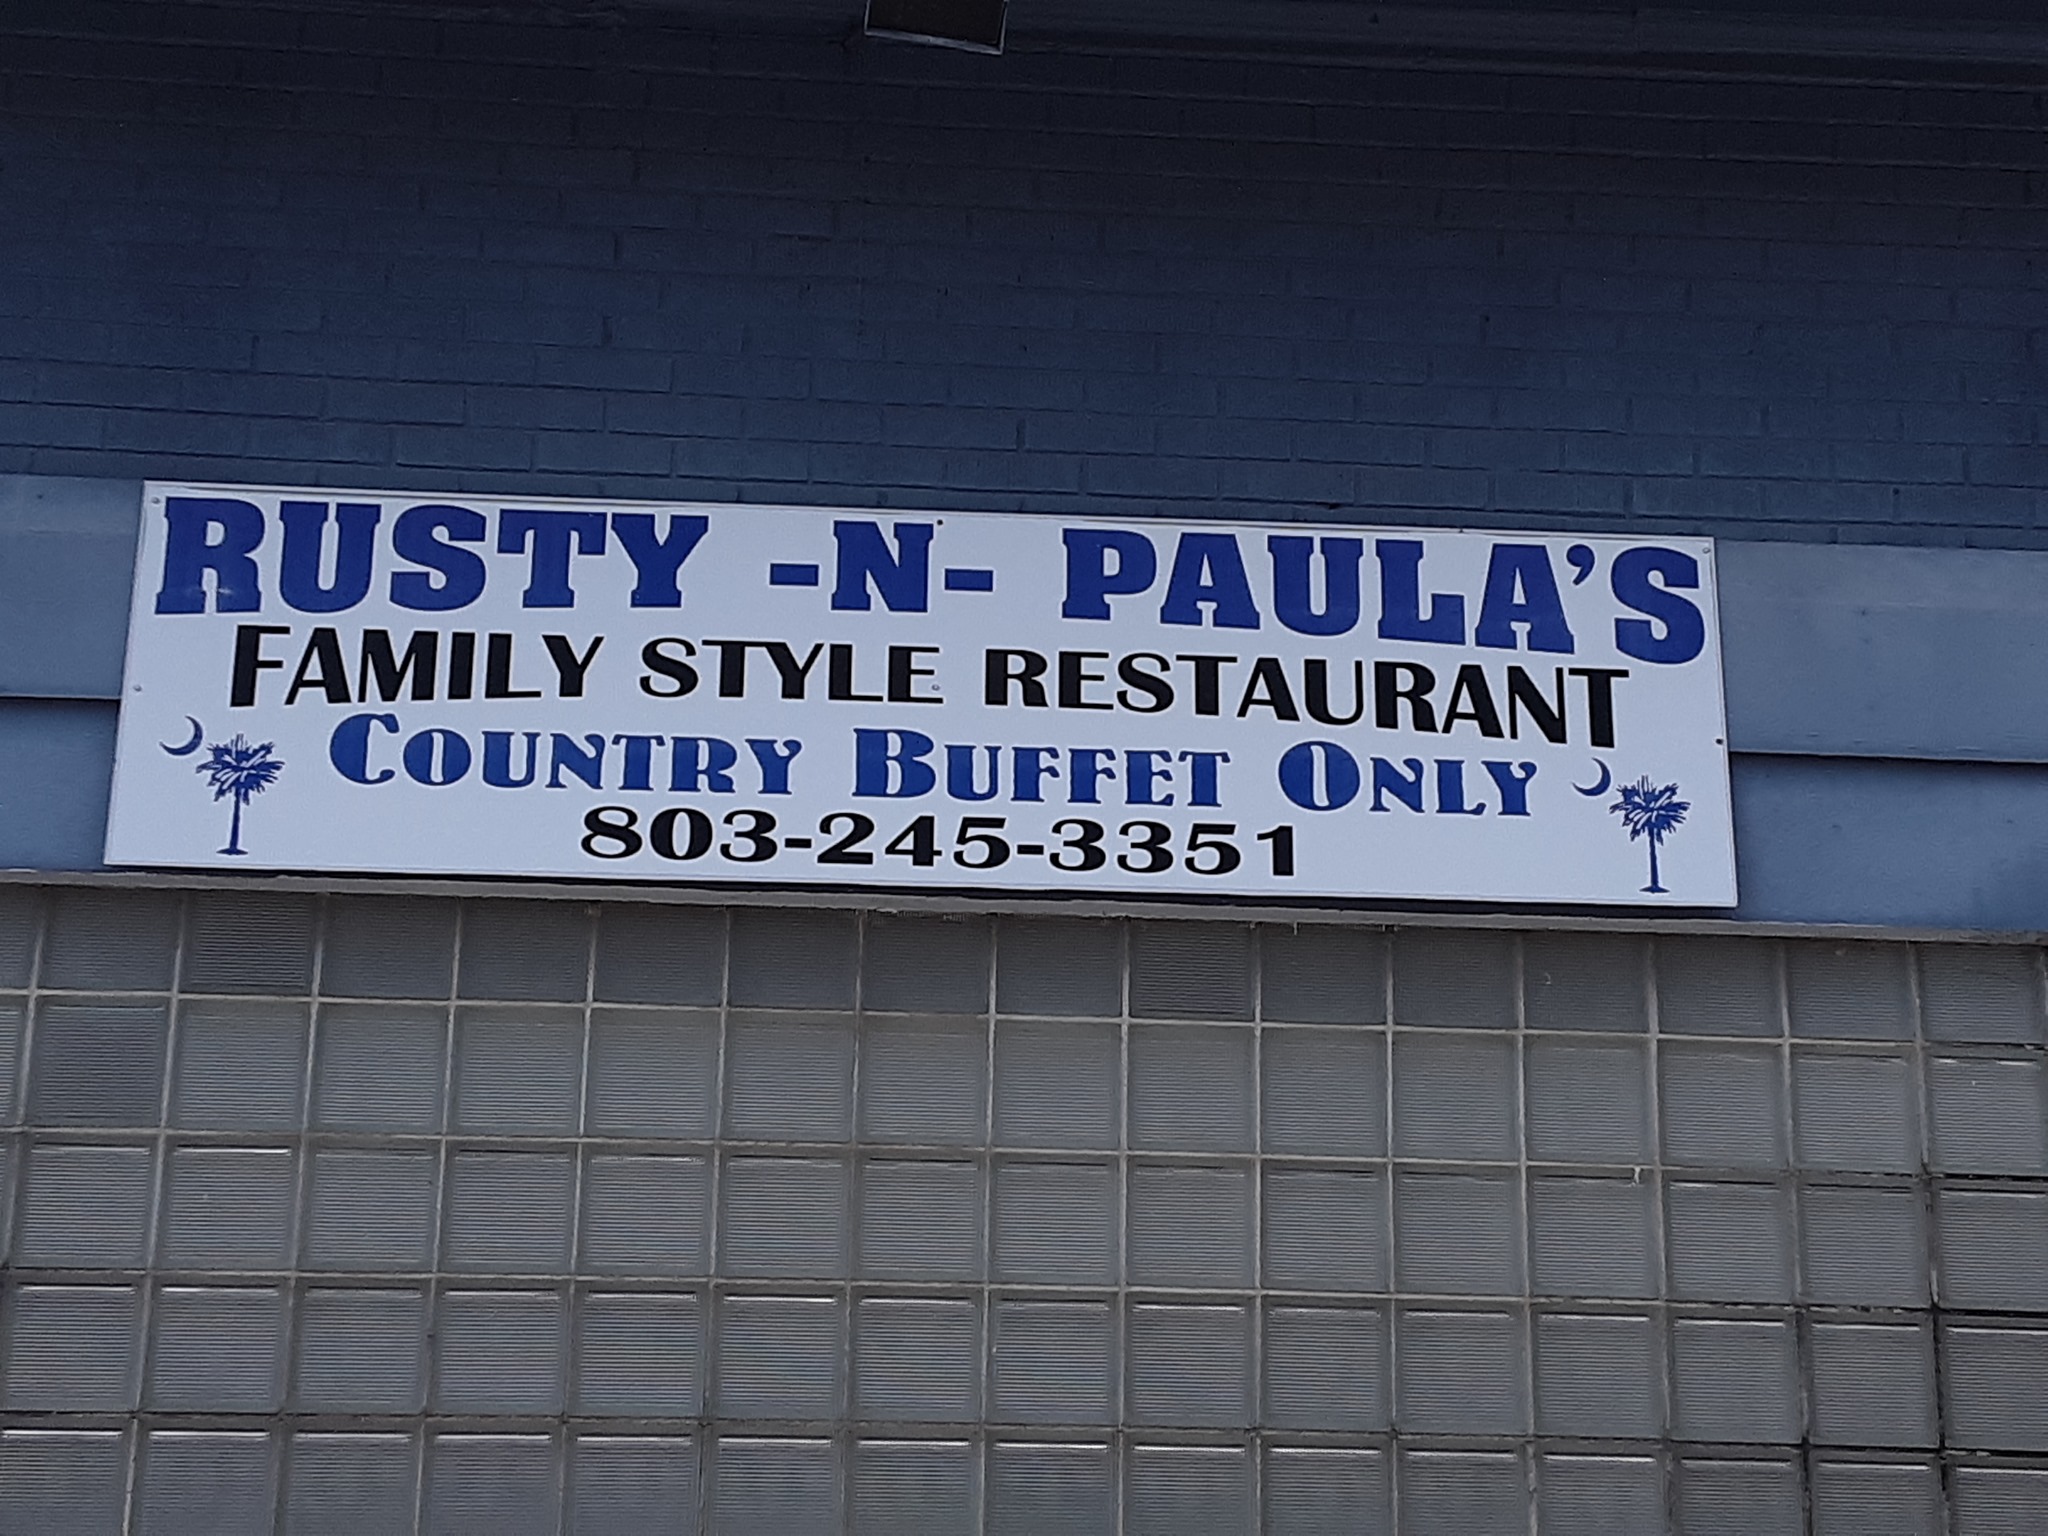 RUSTY -N- PAULA'S
FAMILY STYLE RESTAURANT
COUNTRY BUFFET ONLY
803-245-3351